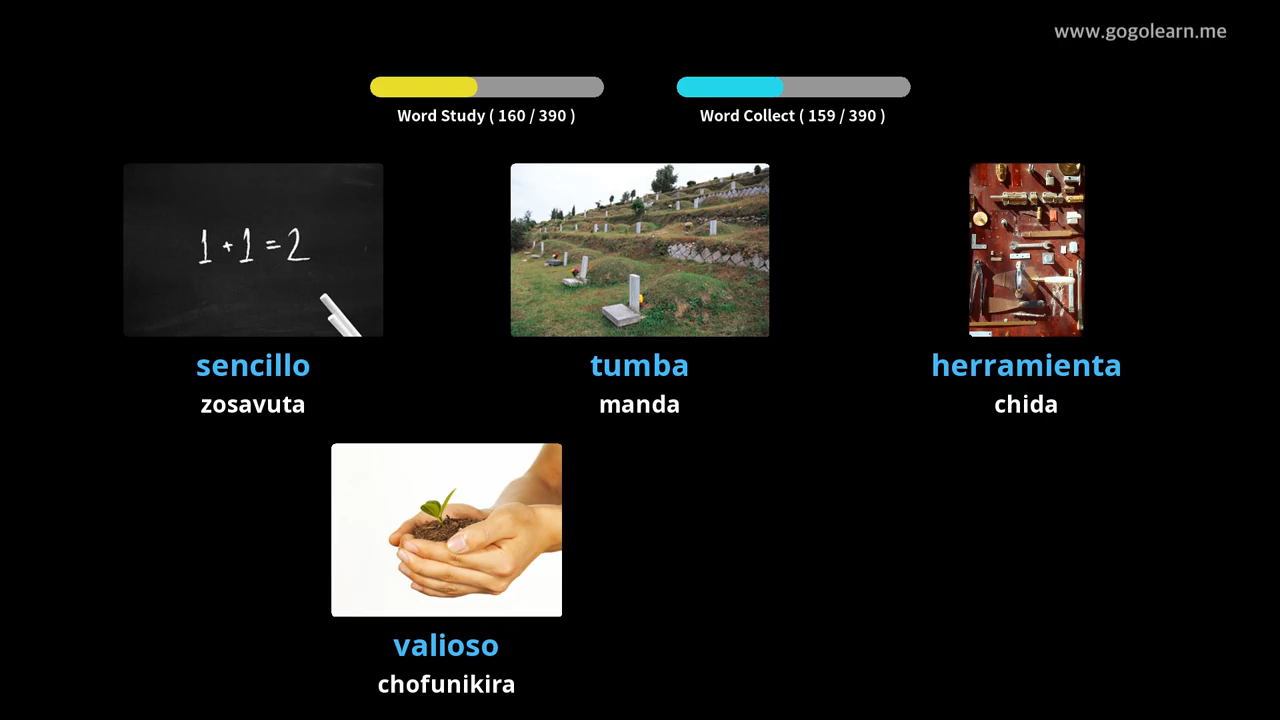 www.gogolearn.me
Word Study ( 160 / 390 )
Word Collect ( 159 / 390 )
1 + 1 = 2
sencillo
zosavuta
tumba
manda
herramienta
chida
valioso
chofunikira